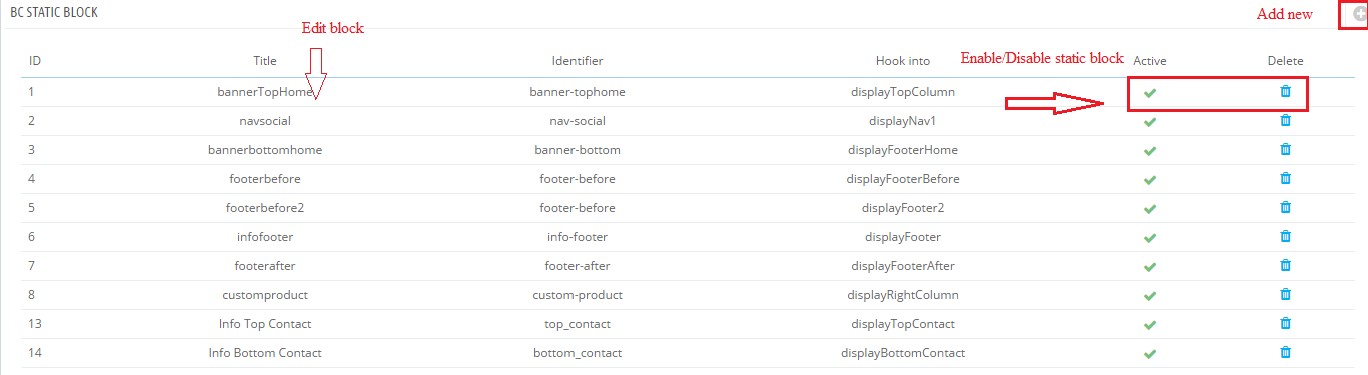 BC STATIC BLOCK
Add new
Edit block
Enable/Disable static block
ID Title Identifier Hook into Active Delete
1 bannerTopHome banner-tophome displayTopColumn
2 navsocial nav-social displayNav1
3 bannerbottomhome banner-bottom displayFooterHome
4 footerbefore footer-before displayFooterBefore
5 footerbefore2 footer-before displayFooter2
6 infofooter info-footer displayFooter
7 footerafter footer-after displayFooterAfter
8 customproduct custom-product displayRightColumn
13 Info Top Contact top_contact displayTopContact
14 Info Bottom Contact bottom_contact displayBottomContact